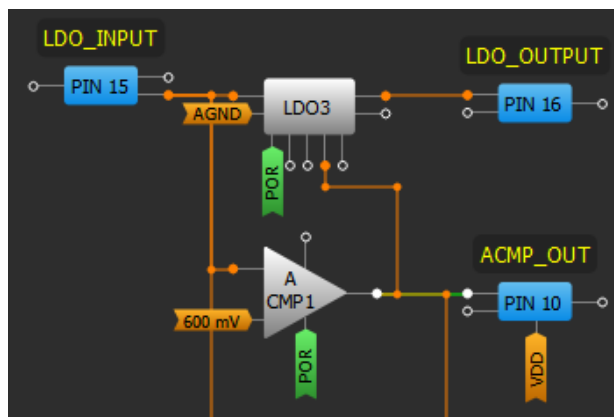 LDO_INPUT
LDO_OUTPUT
PIN 15
LDO3
PIN 16
AGND
POR
ACMP_OUT
A
CMP1
PIN 10
600 mV
POR
VDD